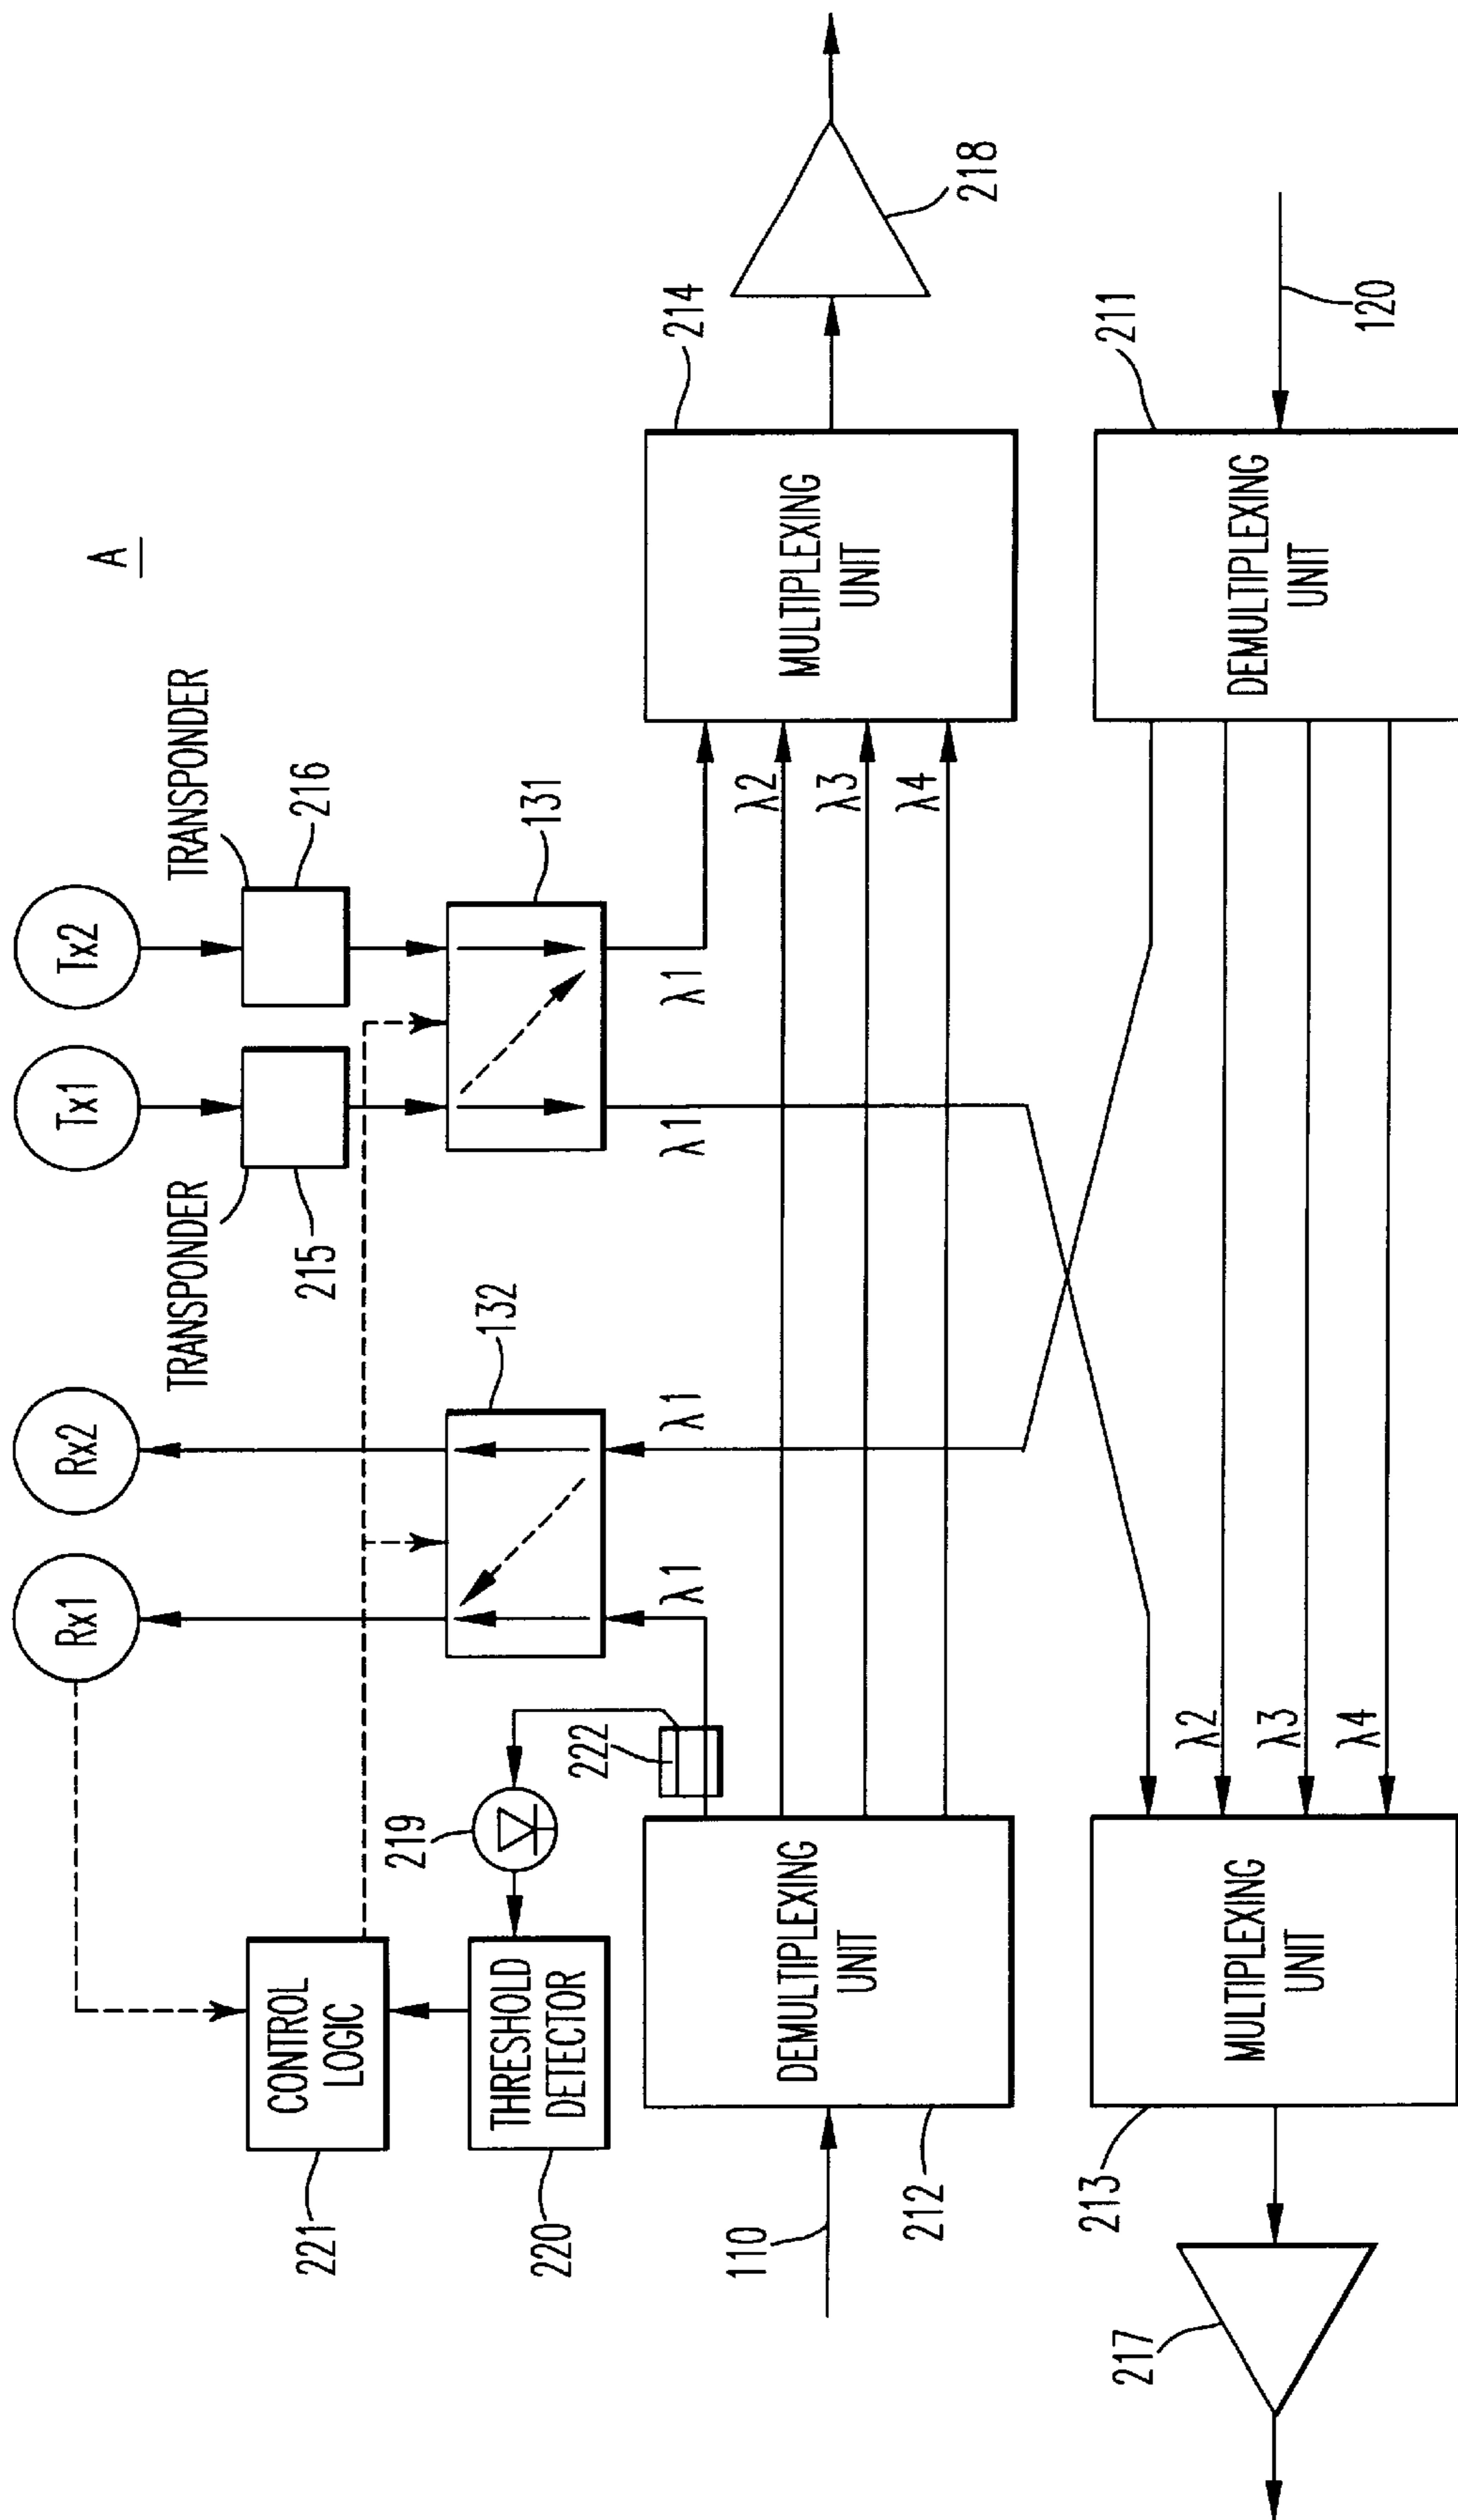 A
Rx1
Rx2
Tx1
Tx2
TRANSPONDER
TRANSPONDER
215
216
CONTROL
LOGIC
221
THRESHOLD
DETECTOR
220
219
222
132
131
λ1
λ1
λ1
λ1
110
DEMULTIPLEXING
UNIT
212
λ2
λ3
λ4
MULTIPLEXING
UNIT
214
218
217
213
MULTIPLEXING
UNIT
λ2
λ3
λ4
DEMULTIPLEXING
UNIT
211
120